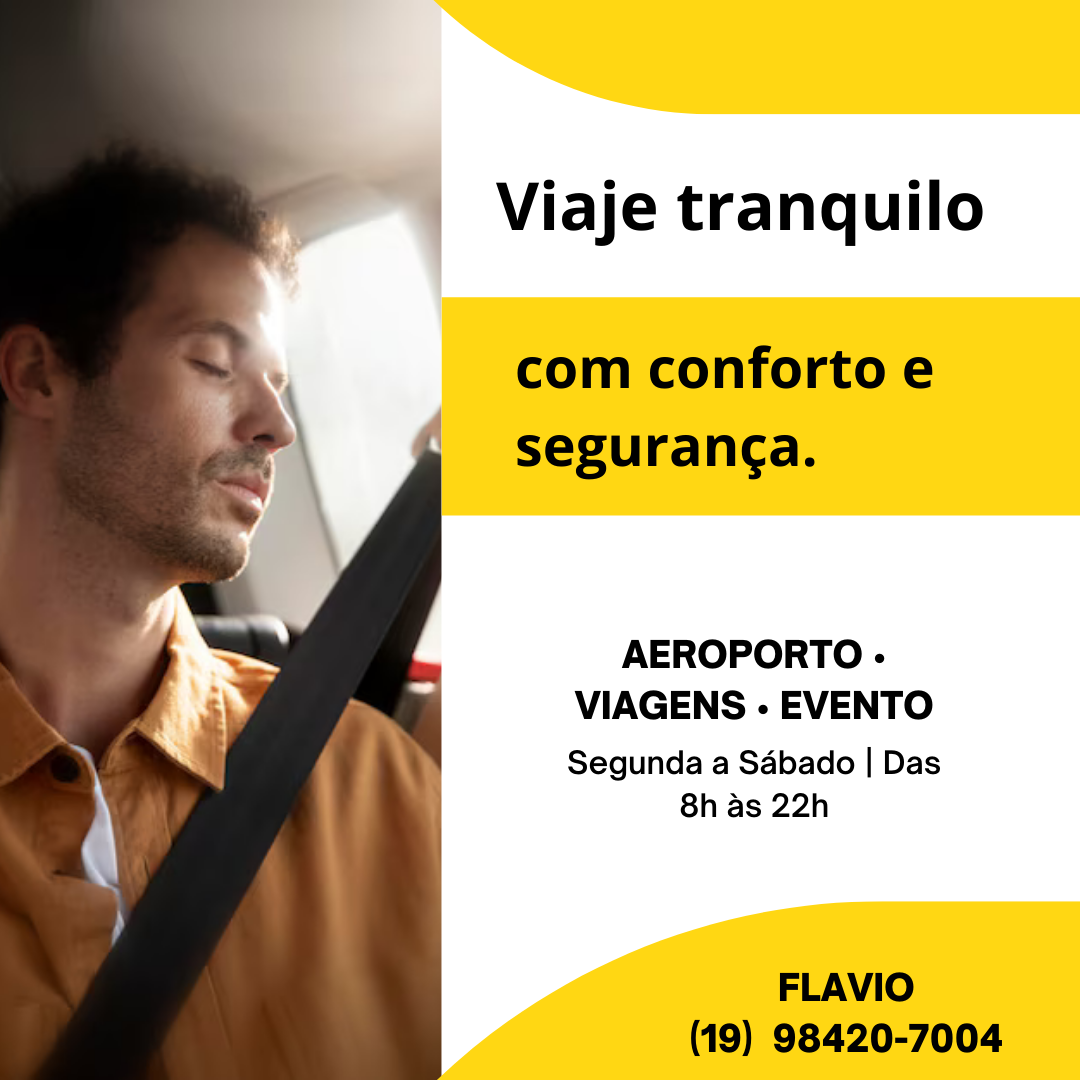 Viaje tranquilo
com conforto e
segurança.
AEROPORTO •
VIAGENS • EVENTO
Segunda a Sábado | Das
8h às 22h
FLAVIO
(19) 98420-7004